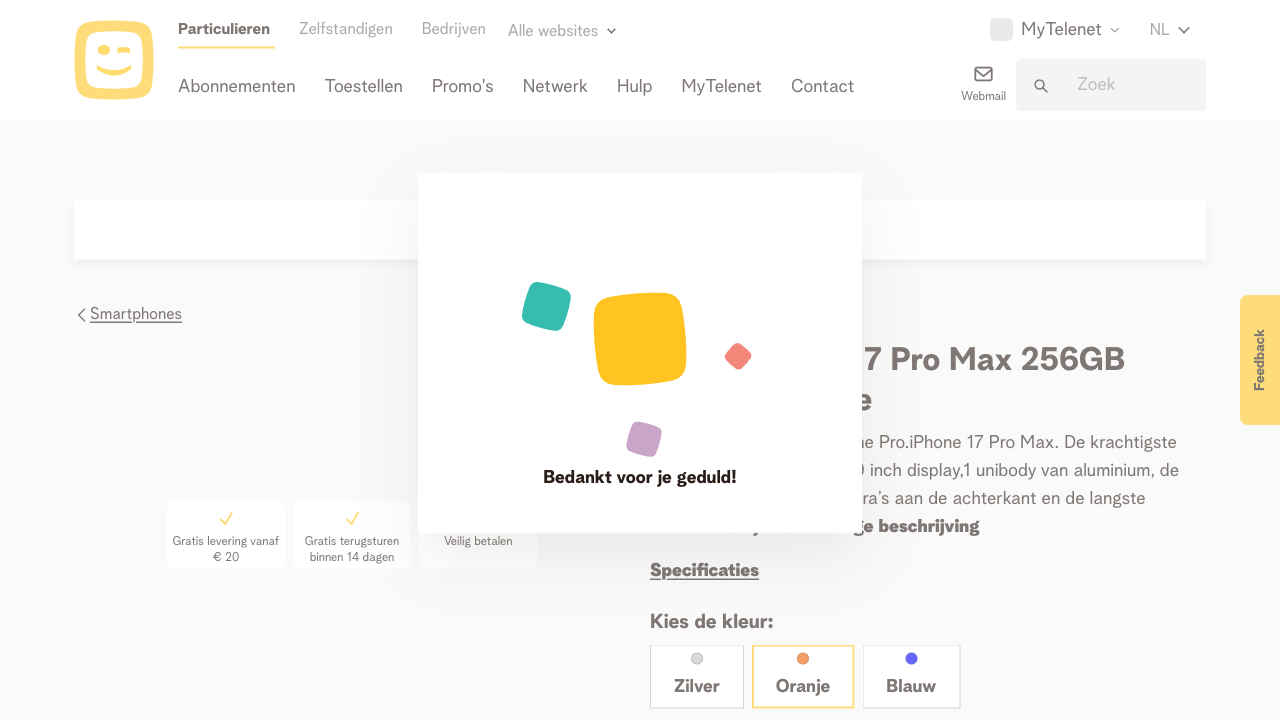 Particulieren
Zelfstandigen
Bedrijven
Alle websites
MyTelenet
NL
Abonnementen
Toestellen
Promo's
Netwerk
Hulp
MyTelenet
Contact
Webmail
Zoek
Smartphones
7 Pro Max 256GB
e
ne Pro.iPhone 17 Pro Max. De krachtigste
inch display,1 unibody van aluminium, de
ra's aan de achterkant en de langste
ge beschrijving
Bedankt voor je geduld!
Gratis levering vanaf
€ 20
Gratis terugsturen
binnen 14 dagen
Veilig betalen
Specificaties
Kies de kleur:
Zilver
Oranje
Blauw
Feedback